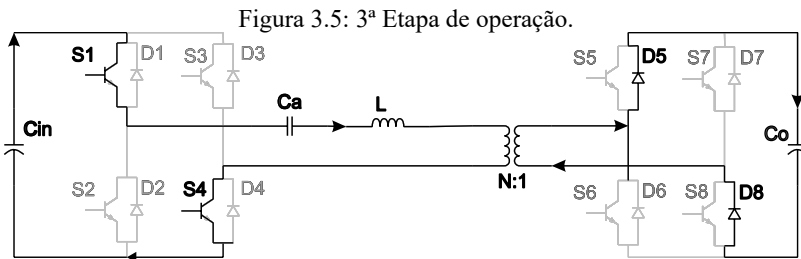 Figura 3.5: 3ª Etapa de operação.
S1 D1 S3 D3 S5 D5 S7 D7
Ca L
Cin Co
N:1
S2 D2 S4 D4 S6 D6 S8 D8